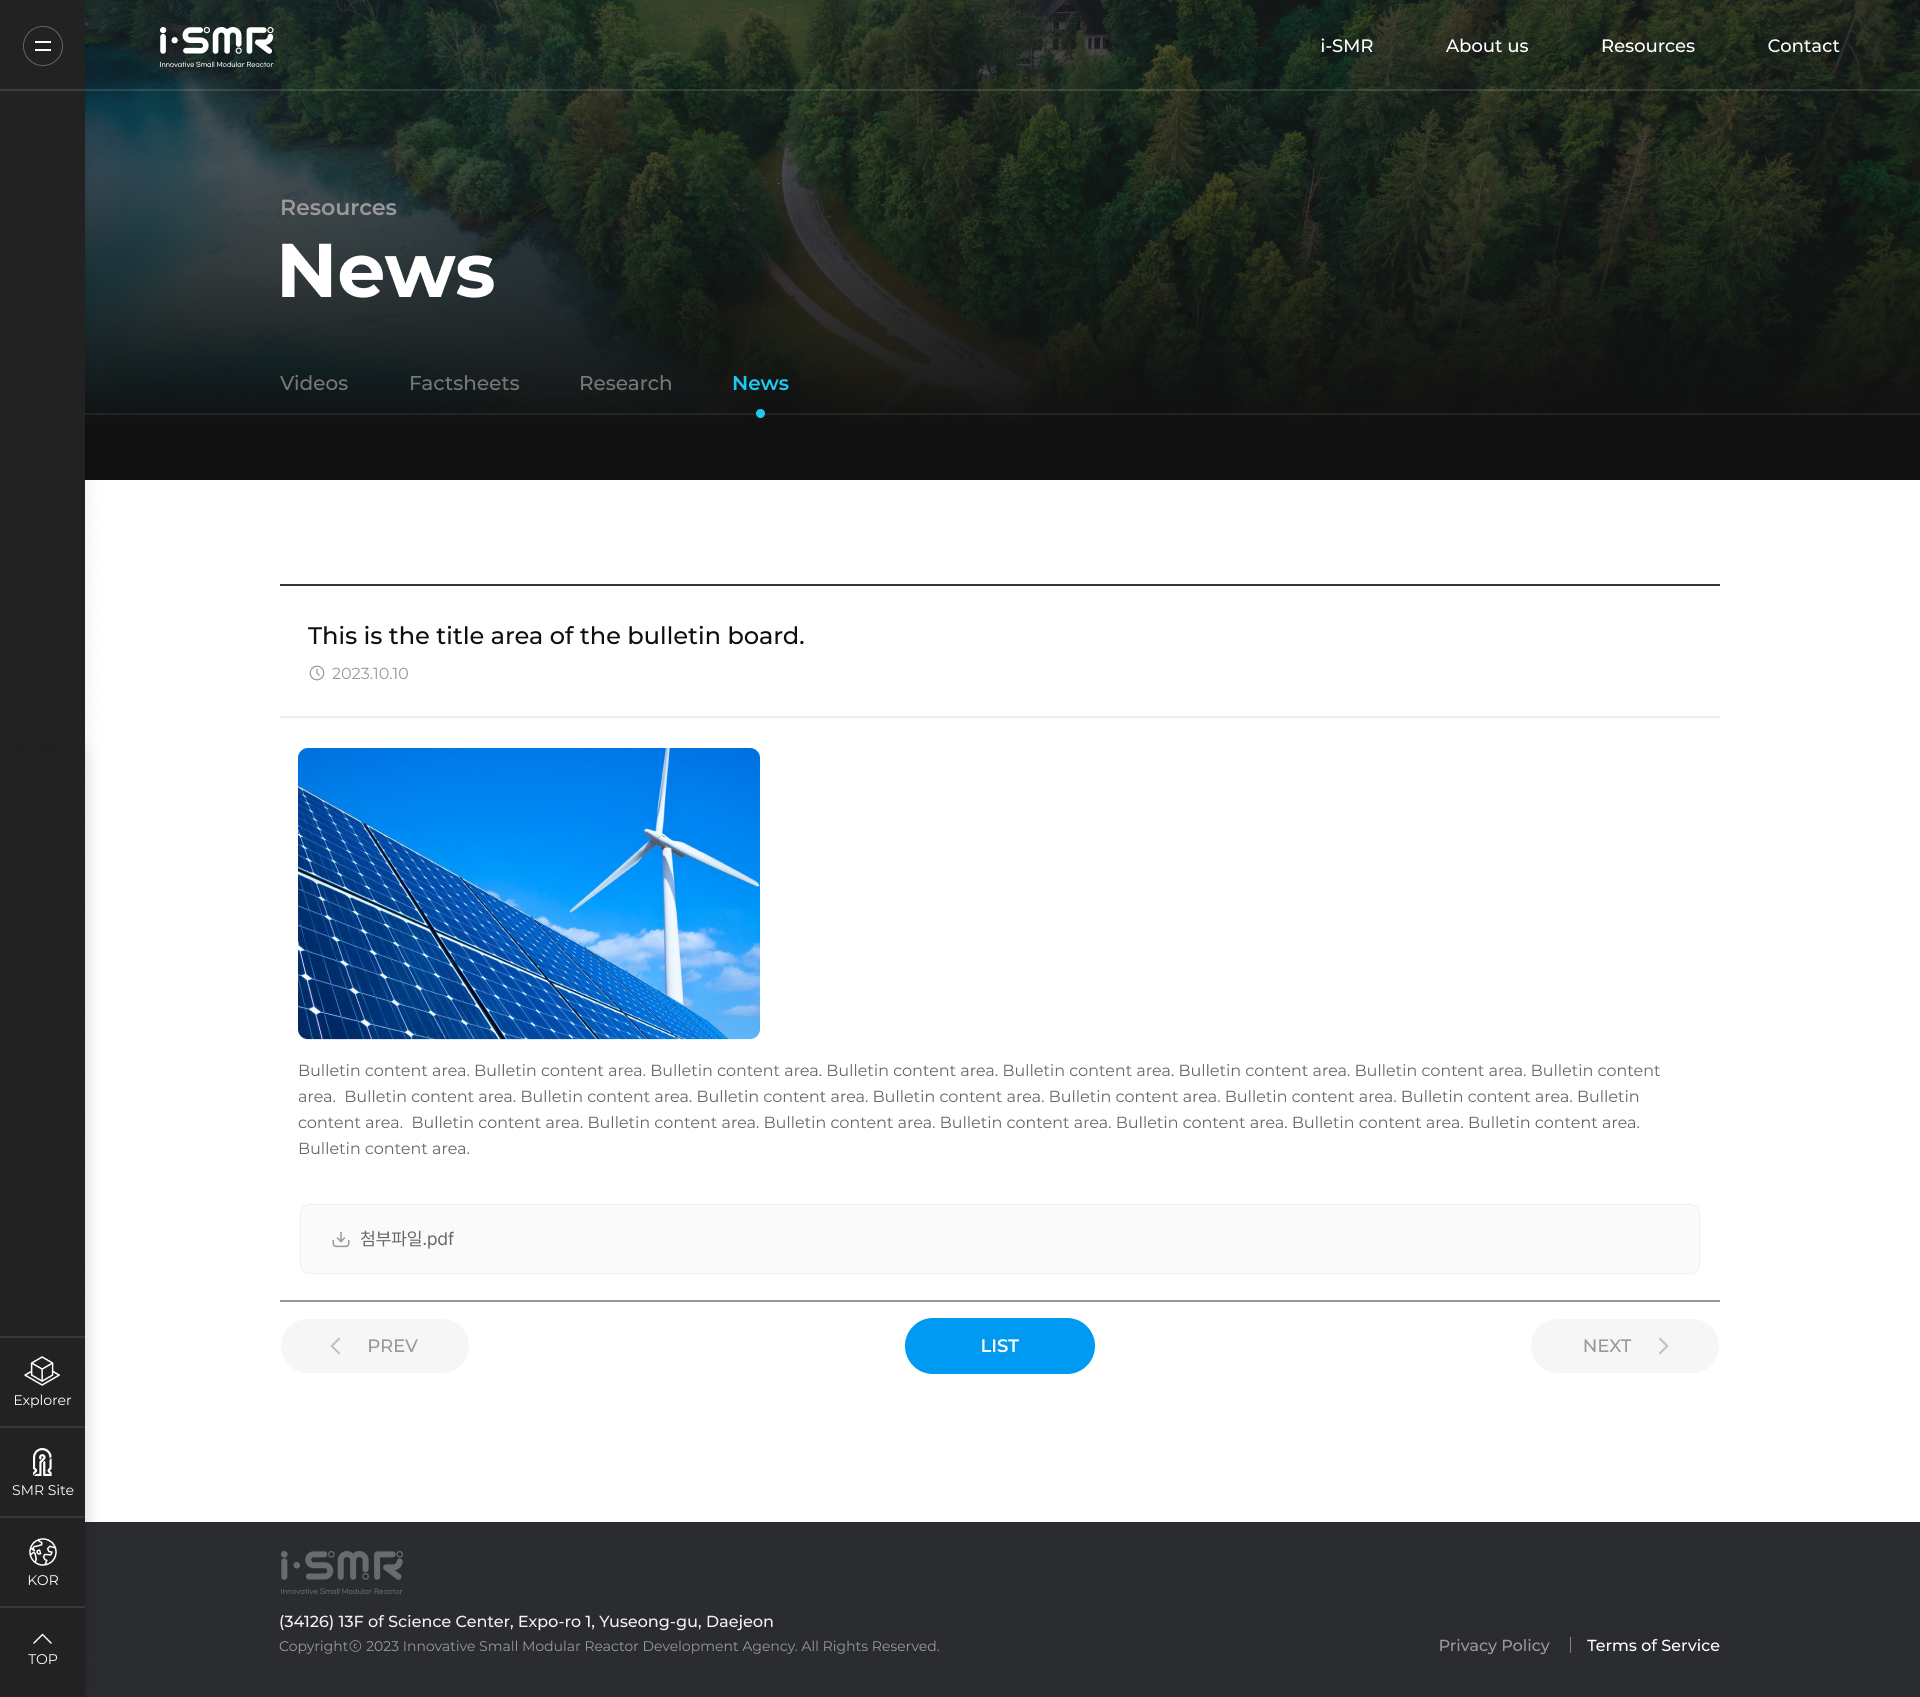 i·SMR
Innovative Small Modular Reactor
i-SMR
About us
Resources
Contact
Resources
News
Videos
Factsheets
Research
News
This is the title area of the bulletin board.
2023.10.10
Bulletin content area. Bulletin content area. Bulletin content area. Bulletin content area. Bulletin content area. Bulletin content area. Bulletin content area. Bulletin content
area.  Bulletin content area. Bulletin content area. Bulletin content area. Bulletin content area. Bulletin content area. Bulletin content area. Bulletin content area. Bulletin
content area.  Bulletin content area. Bulletin content area. Bulletin content area. Bulletin content area. Bulletin content area. Bulletin content area. Bulletin content area.
Bulletin content area.
첨부파일.pdf
PREV
LIST
NEXT
Explorer
SMR Site
KOR
TOP
i·SMR
Innovative Small Modular Reactor
(34126) 13F of Science Center, Expo-ro 1, Yuseong-gu, Daejeon
Copyrightⓒ 2023 Innovative Small Modular Reactor Development Agency. All Rights Reserved.
Privacy Policy
Terms of Service